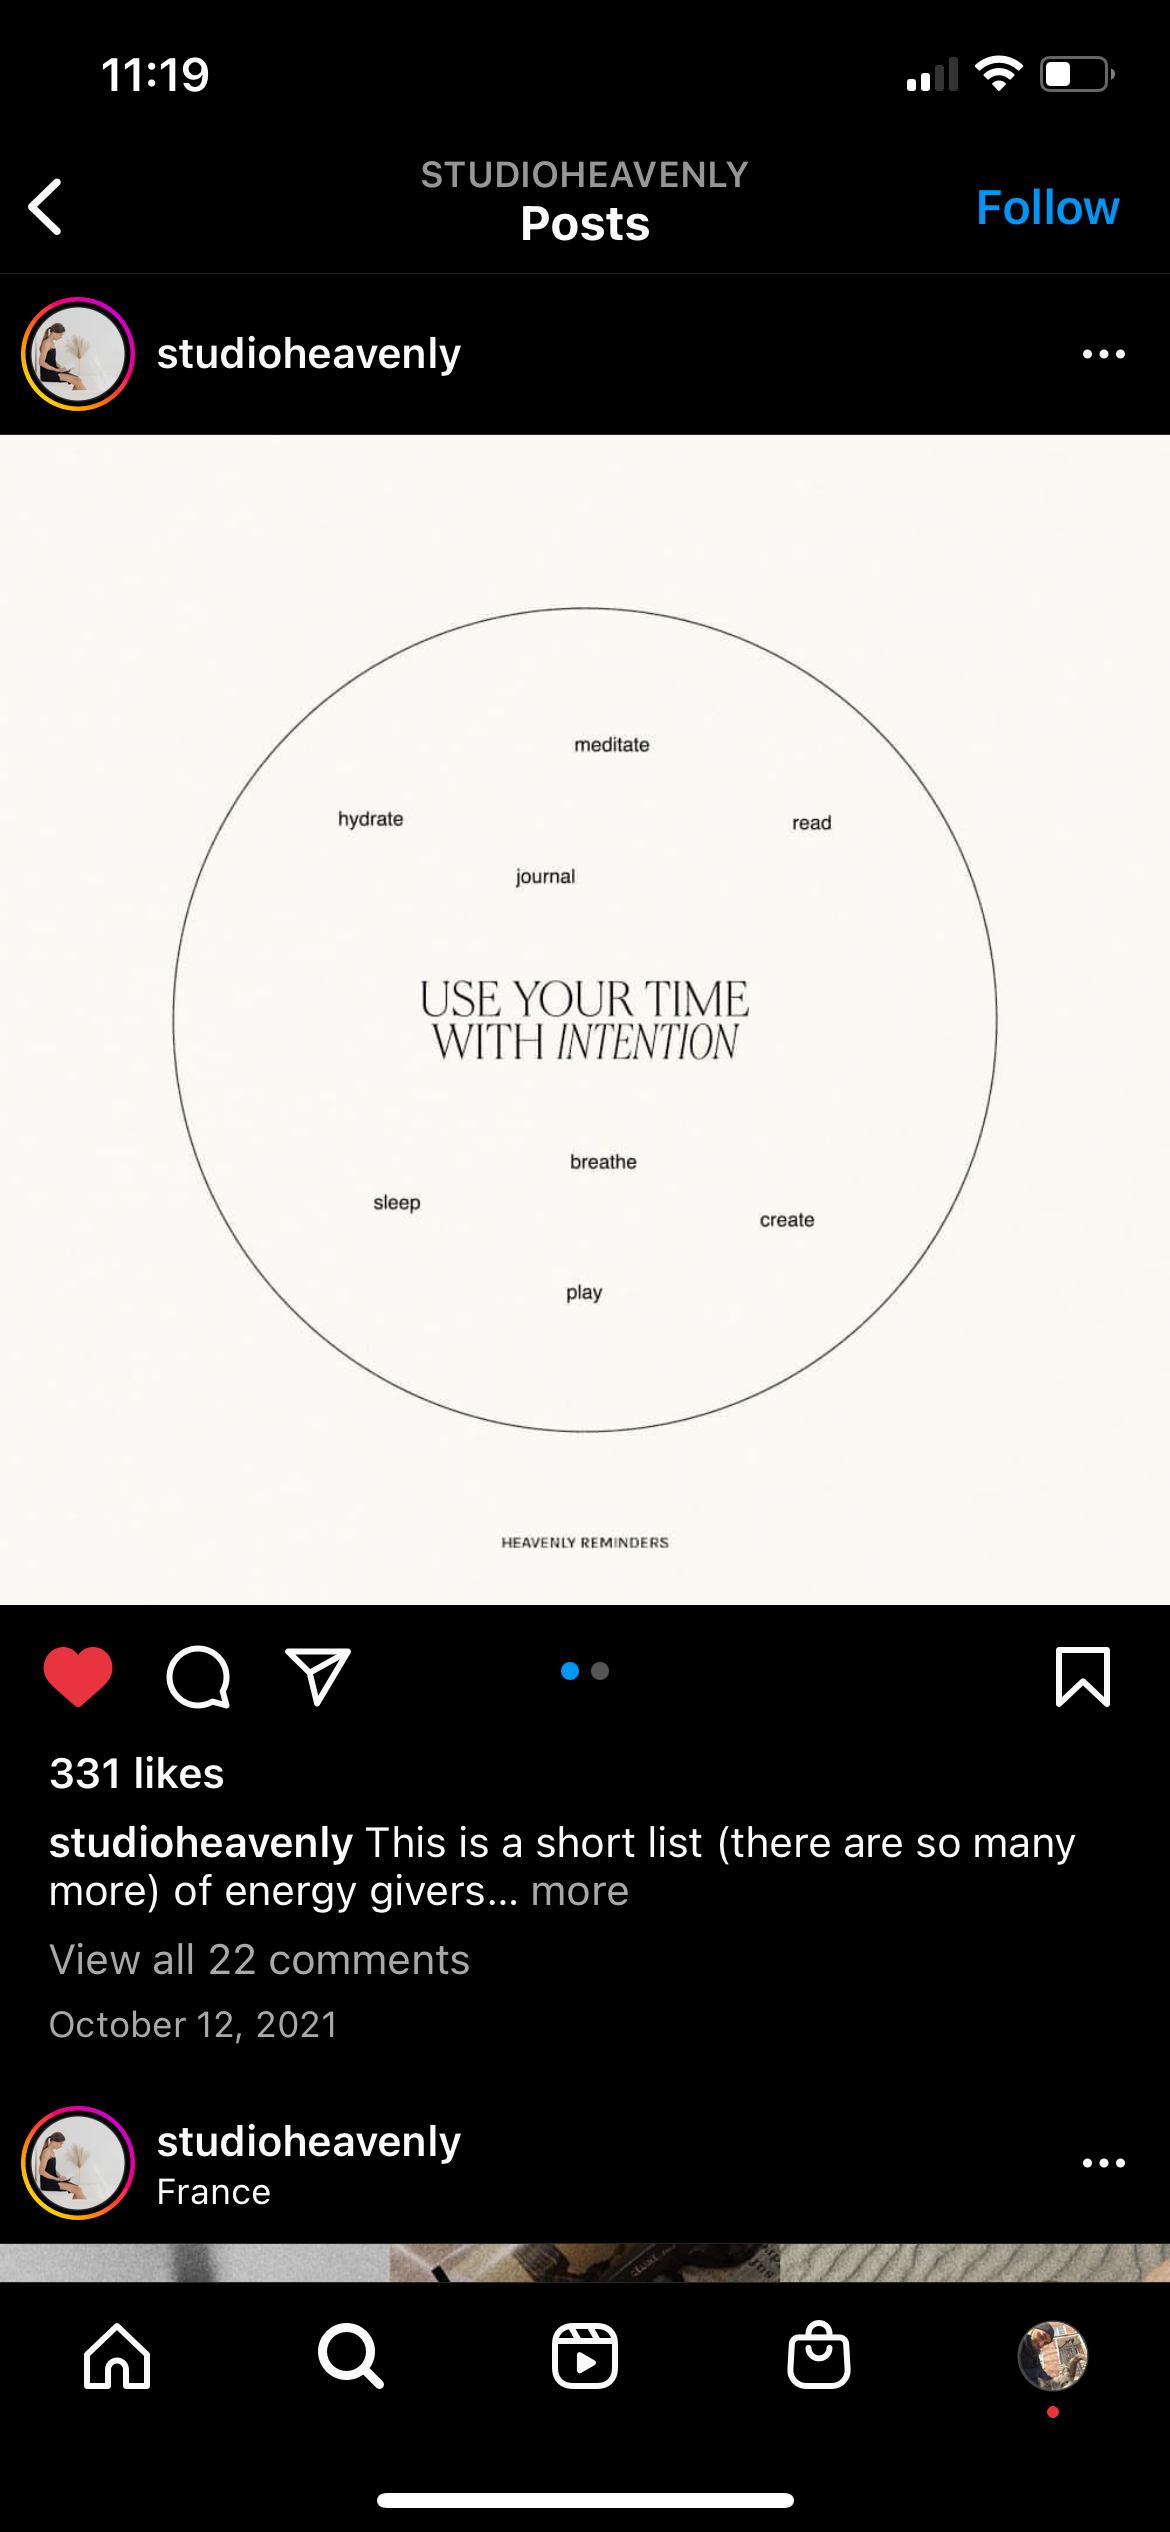 11:19
STUDIOHEAVENLY
Posts
Follow
studioheavenly
meditate
hydrate
read
journal
USE YOUR TIME
WITH INTENTION
breathe
sleep
create
play
HEAVENLY REMINDERS
331 likes
studioheavenly This is a short list (there are so many
more) of energy givers... more
View all 22 comments
October 12, 2021
studioheavenly
France